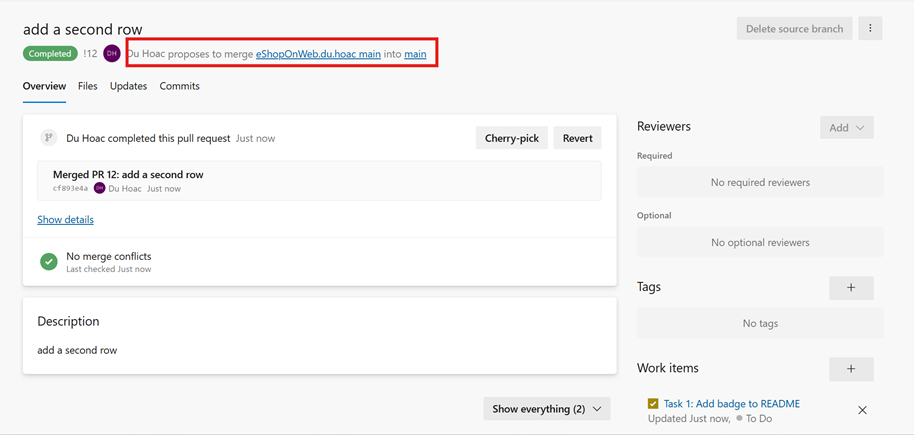 add a second row
Delete source branch
Completed !12 DH Du Hoac proposes to merge eShopOnWeb.du.hoac main into main
Overview Files Updates Commits
Du Hoac completed this pull request Just now
Cherry-pick Revert
Merged PR 12: add a second row
cf893e4a DH Du Hoac Just now
Show details
No merge conflicts
Last checked Just now
Description
add a second row
Show everything (2)
Reviewers
Add
Required
No required reviewers
Optional
No optional reviewers
Tags
+
No tags
Work items
+
Task 1: Add badge to README
Updated Just now, To Do